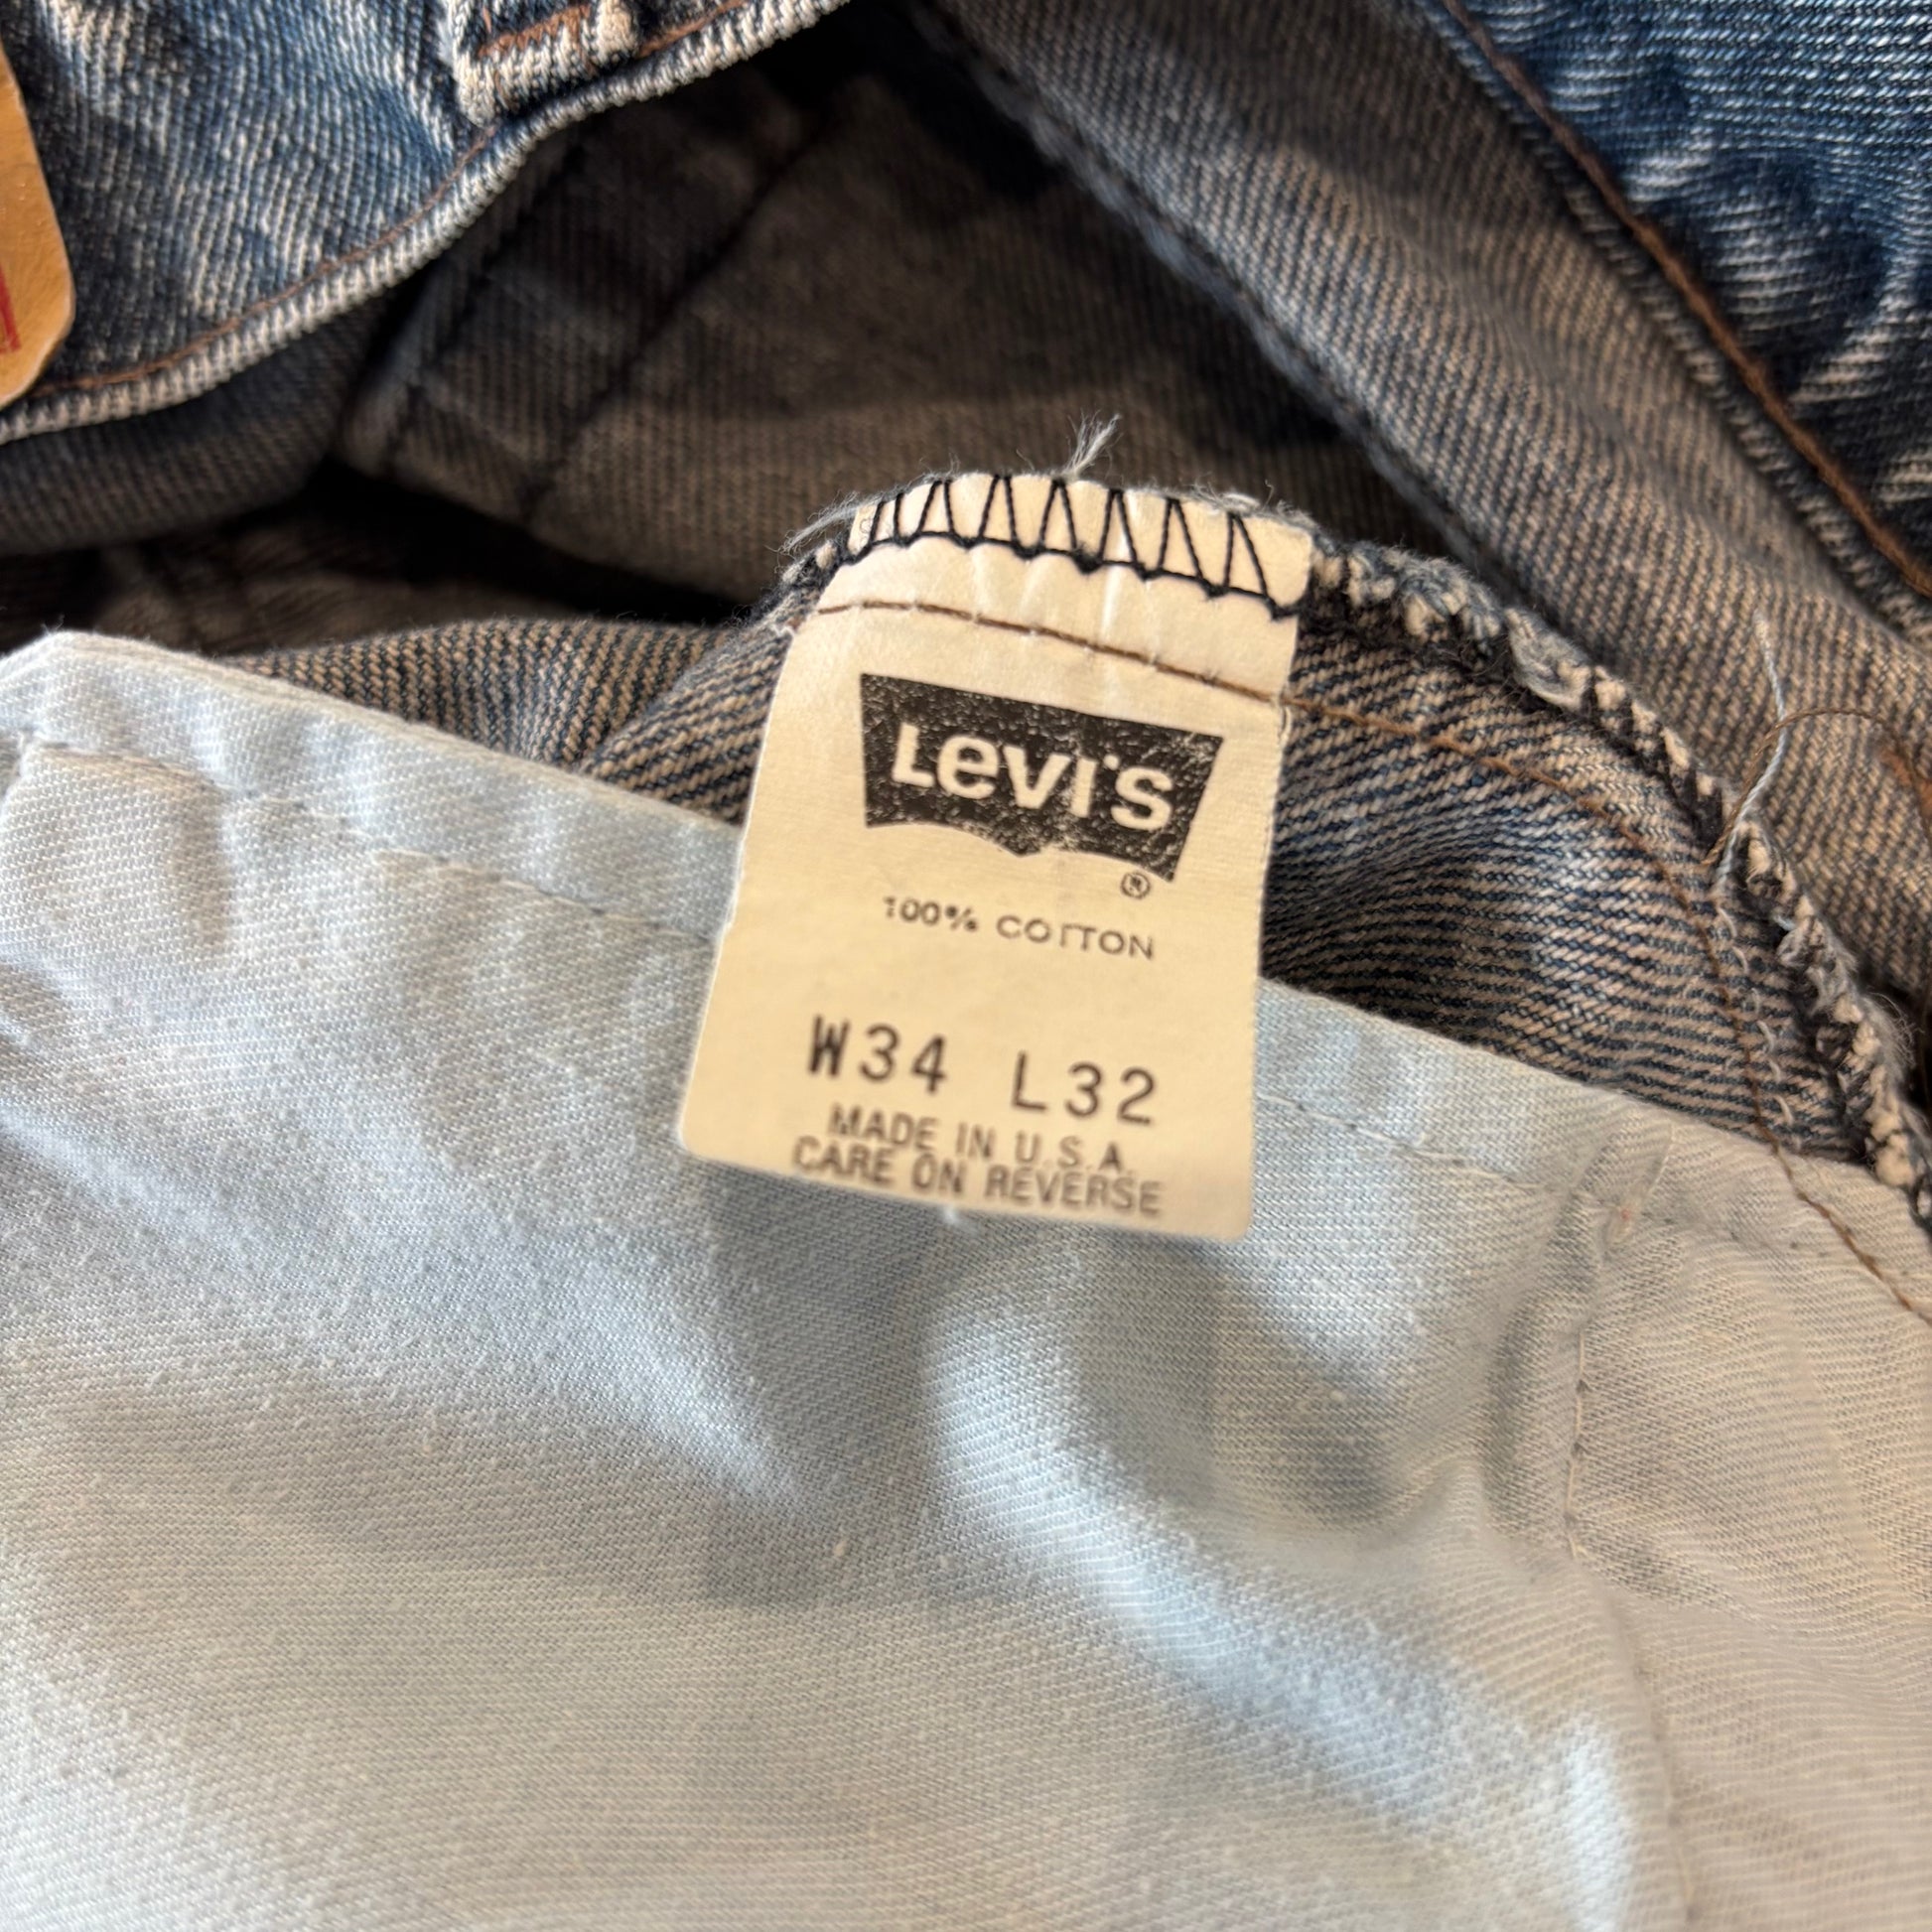 Levi's
®
100% COTTON
W34 L32
MADE IN U.S.A.
CARE ON REVERSE